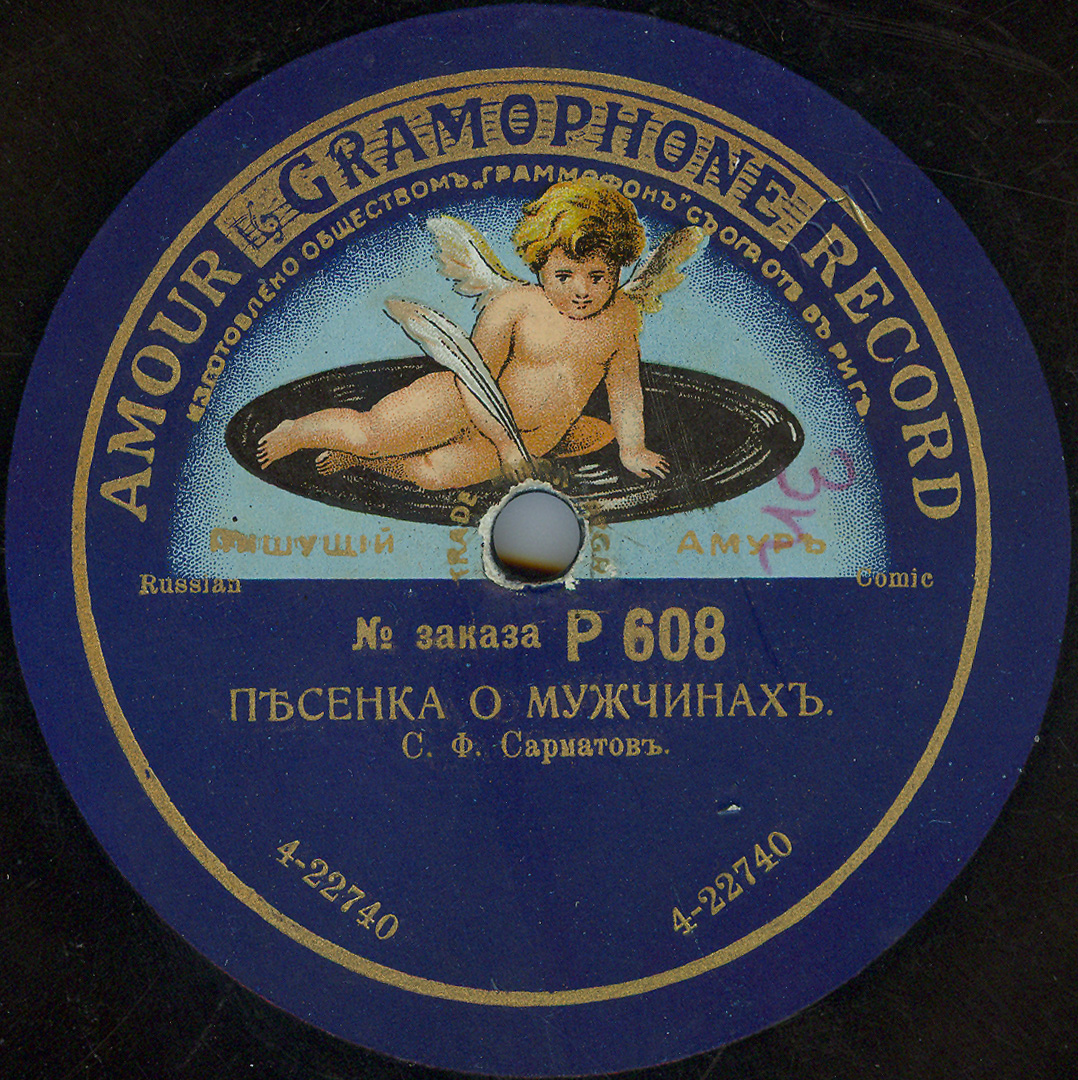 AMOUR GRAMOPHONE RECORD
ИЗГОТОВЛЕНО ОБЩЕСТВОМЪ „ГРАММОФОНЪ" СЪ ОГР. ОТВ. ВЪ РИГѢ
TRADE
ПИШУЩІЙ АМУРЪ
Russian Comic
№ заказа P 608
ПѢСЕНКА О МУЖЧИНАХЪ.
С. Ф. Сарматовъ.
4-22740 4-22740